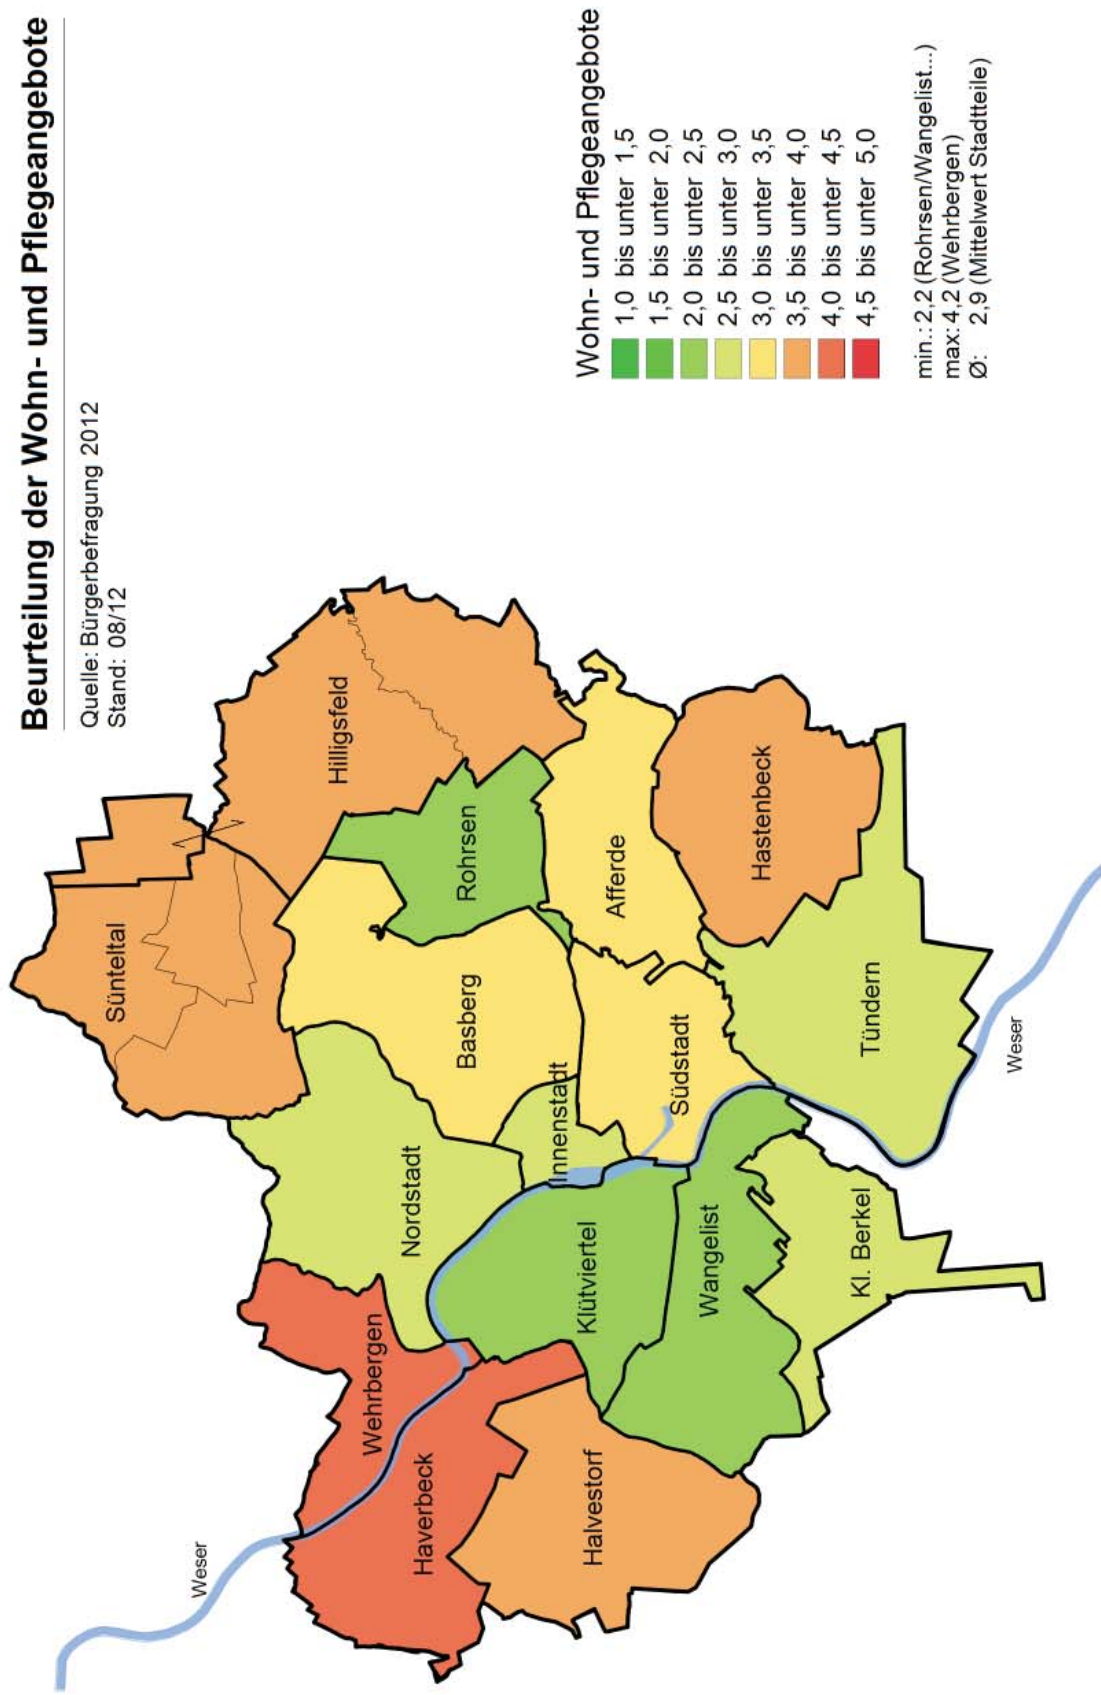 Beurteilung der Wohn- und Pflegeangebote
Quelle: Bürgerbefragung 2012
Stand: 08/12
Weser
Sünteltal
Hilligsfeld
Wehrbergen
Nordstadt
Haverbeck
Basberg
Rohrsen
Innenstadt
Halvestorf
Klütviertel
Afferde
Südstadt
Wangelist
Hastenbeck
Kl. Berkel
Tündern
Weser
Wohn- und Pflegeangebote
1,0 bis unter 1,5
1,5 bis unter 2,0
2,0 bis unter 2,5
2,5 bis unter 3,0
3,0 bis unter 3,5
3,5 bis unter 4,0
4,0 bis unter 4,5
4,5 bis unter 5,0
min.: 2,2 (Rohrsen/Wangelist...)
max: 4,2 (Wehrbergen)
Ø: 2,9 (Mittelwert Stadtteile)